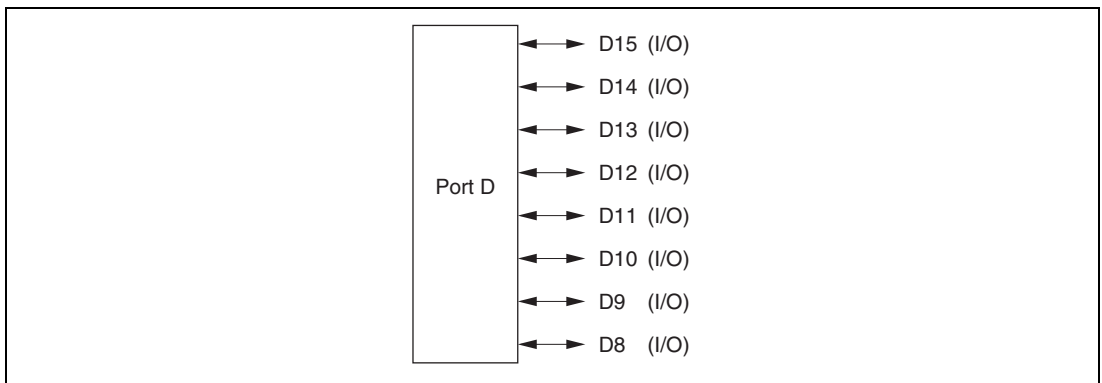 D15 (I/O)
D14 (I/O)
D13 (I/O)
D12 (I/O)
Port D
D11 (I/O)
D10 (I/O)
D9 (I/O)
D8 (I/O)